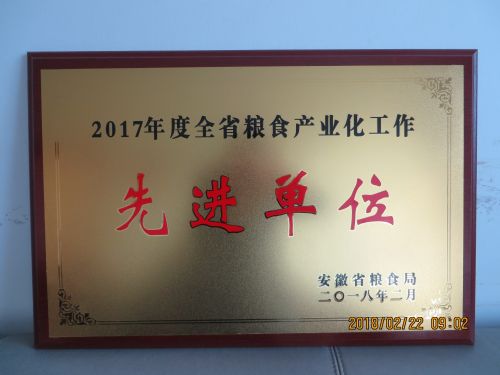 2017年度全省粮食产业化工作
先进单位
安徽省粮食局
二〇一八年二月
2018/02/22 09:02